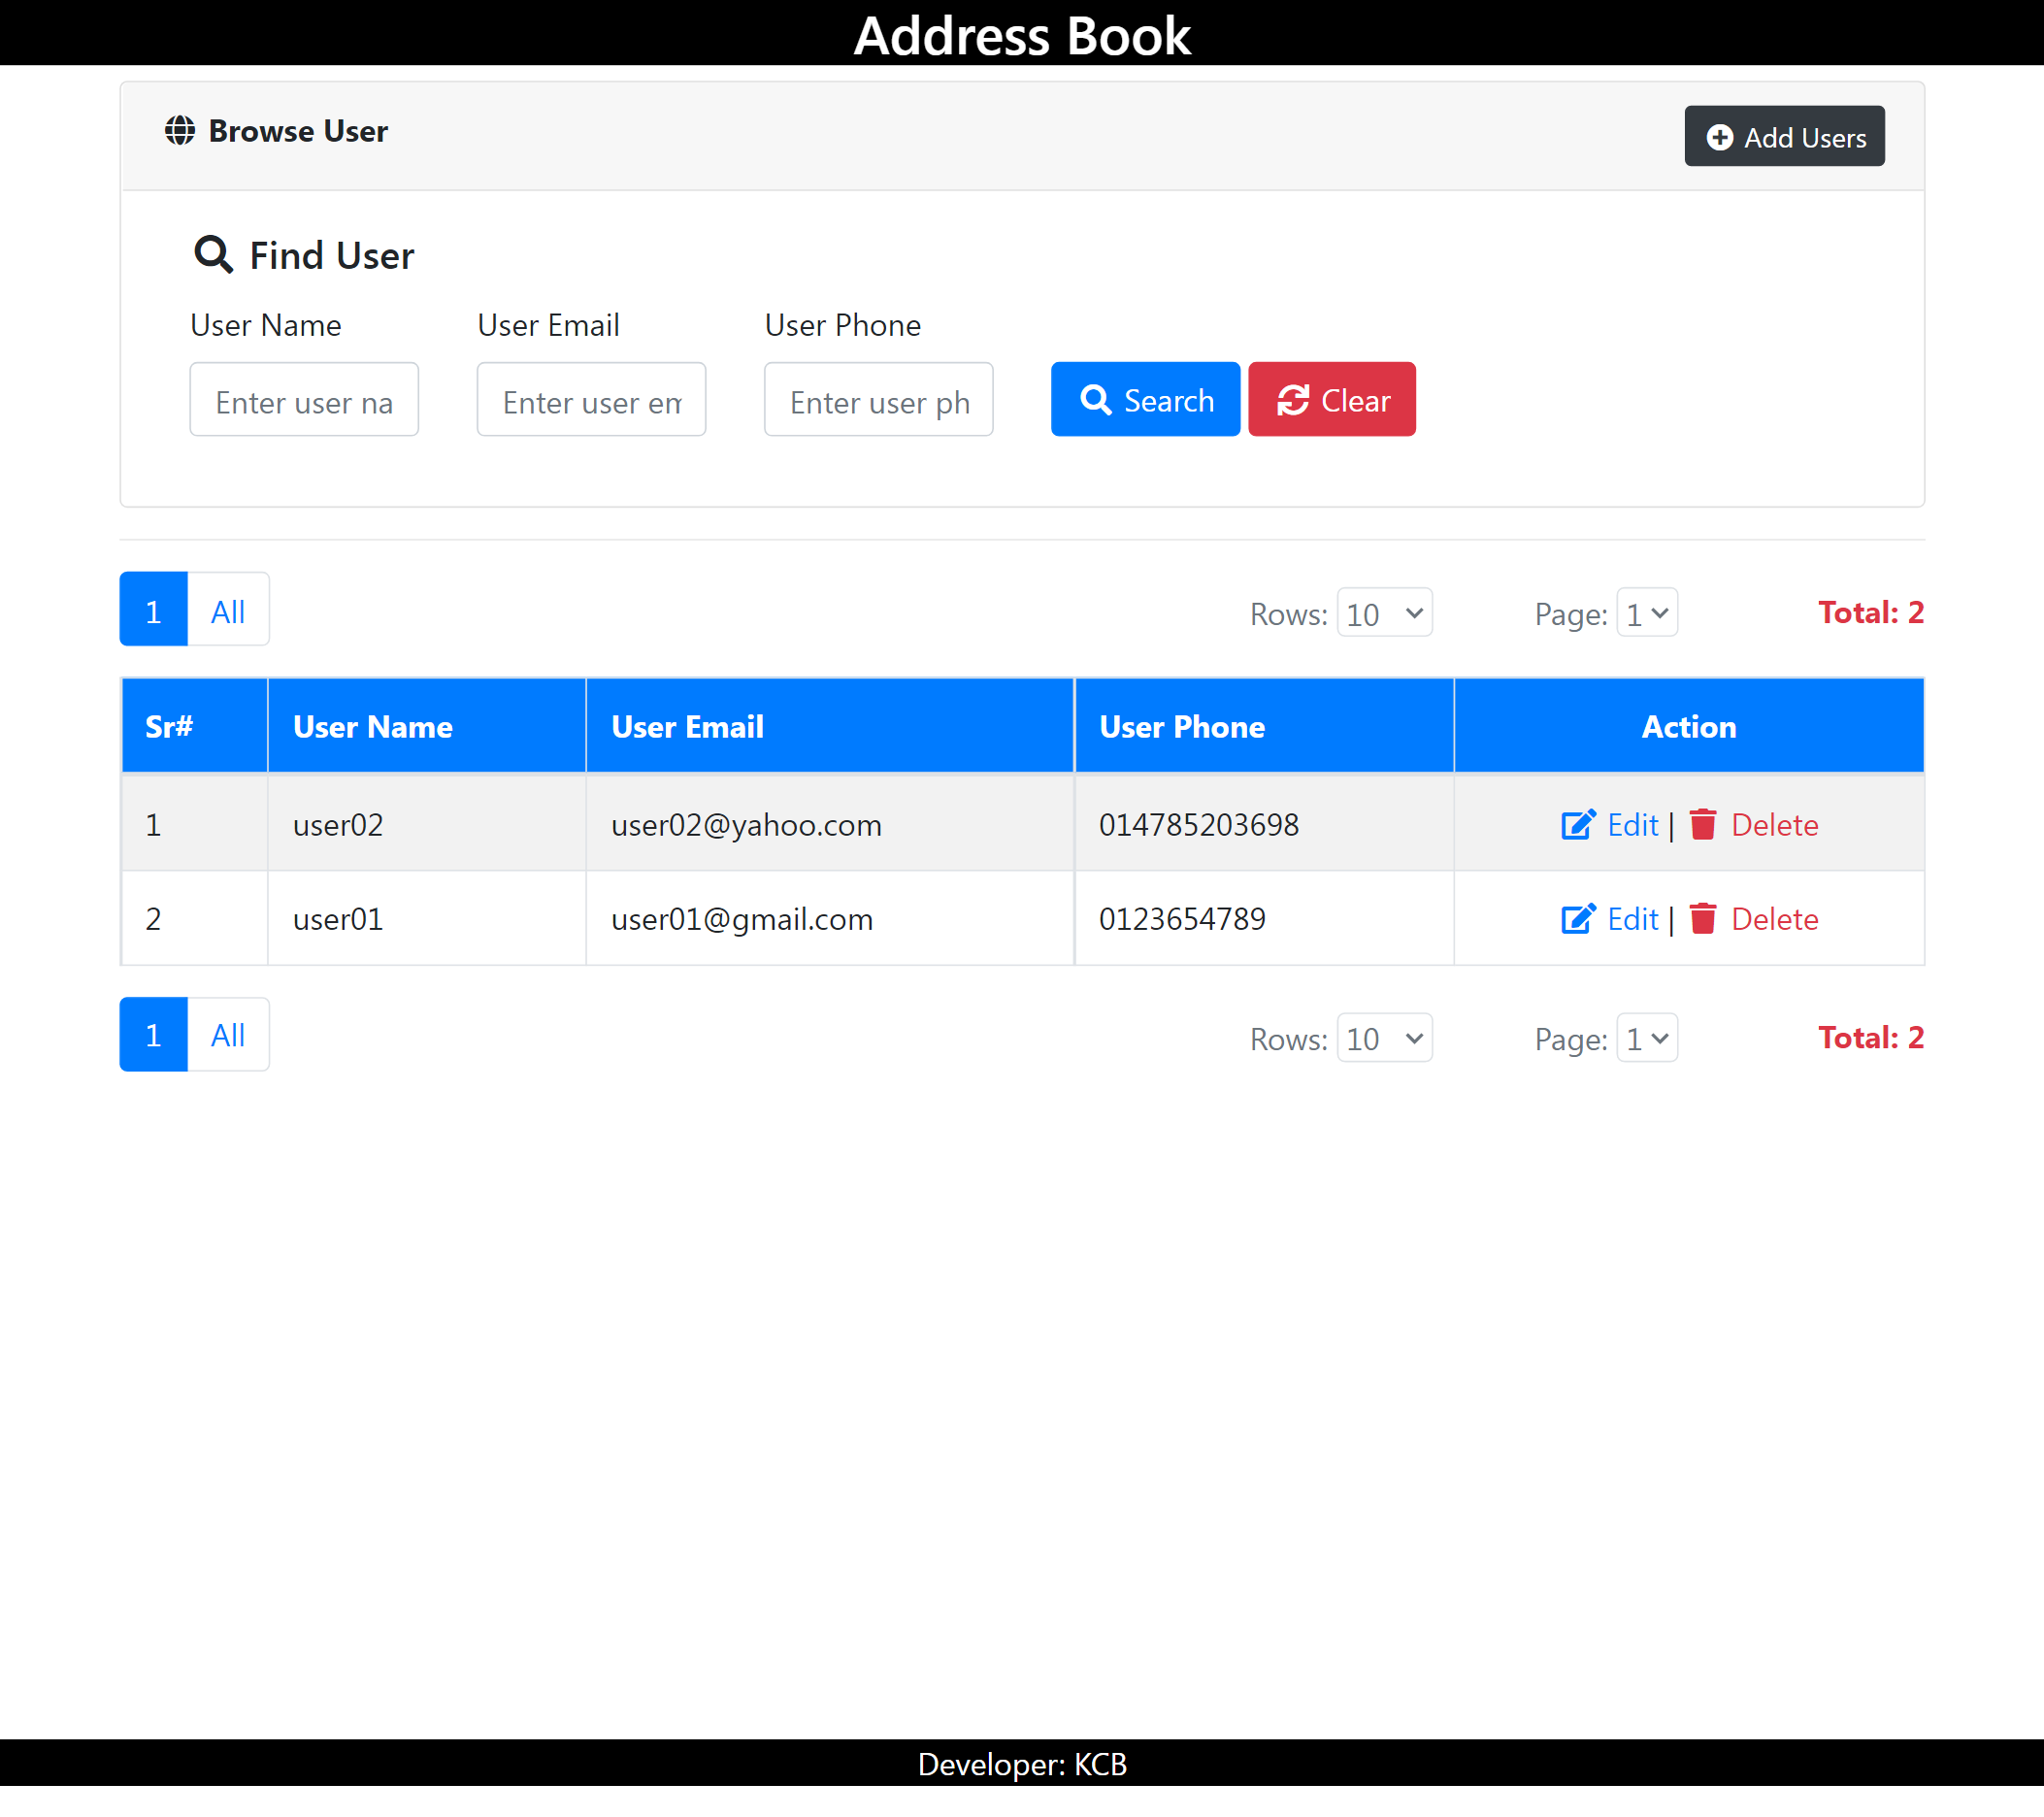 Address Book
Browse User
Add Users
Find User
User Name User Email User Phone
Enter user na Enter user em Enter user ph Search Clear
1 All Rows: 10 Page: 1 Total: 2
Sr# User Name User Email User Phone Action
1 user02 user02@yahoo.com 014785203698 Edit | Delete
2 user01 user01@gmail.com 0123654789 Edit | Delete
1 All Rows: 10 Page: 1 Total: 2
Developer: KCB